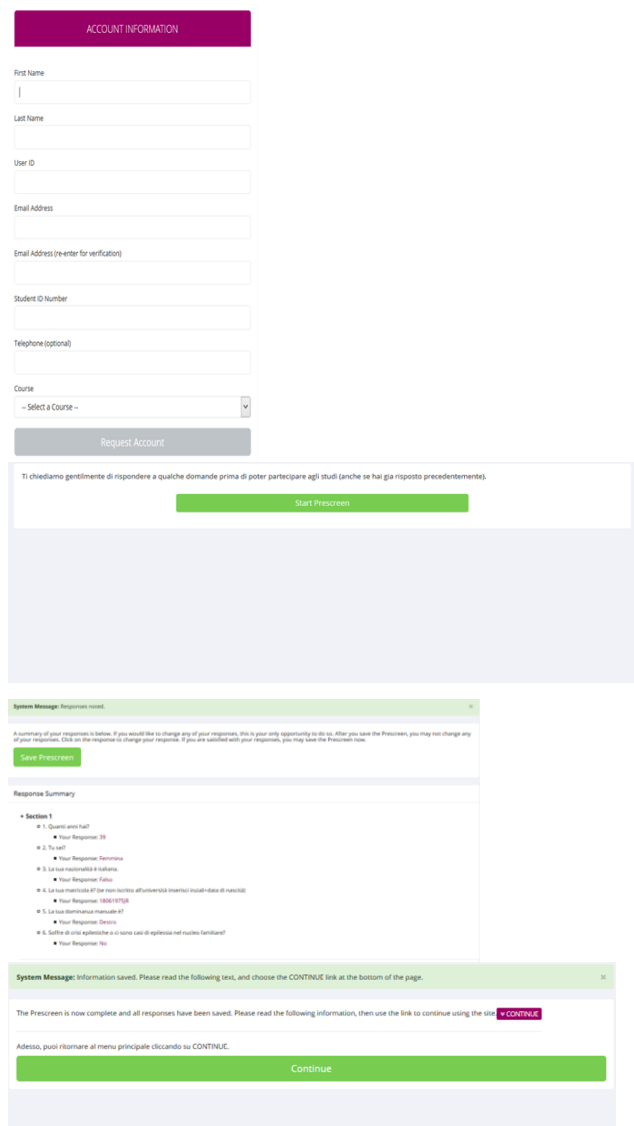 ACCOUNT INFORMATION
First Name
Last Name
User ID
Email Address
Email Address (re-enter for verification)
Student ID Number
Telephone (optional)
Course
-- Select a Course --
Request Account
Ti chiediamo gentilmente di rispondere a qualche domande prima di poter partecipare agli studi (anche se hai gia risposto precedentemente).
Start Prescreen
System Message: Responses noted.
×
A summary of your responses is below. If you would like to change any of your responses, this is your only opportunity to do so. After you save the Prescreen, you may not change any
of your responses. Click on the response to change your response. If you are satisfied with your responses, you may save the Prescreen now.
Save Prescreen
Response Summary
Section 1
1. Quanti anni hai?
Your Response: 39
2. Tu sei?
Your Response: Femmina
3. La tua nazionalità è italiana.
Your Response: Falso
4. La tua matricola è? (se non iscritto all'università inserisci iniziali+data di nascità)
Your Response: 18061975JR
5. La tua dominanza manuale è?
Your Response: Destro
6. Soffre di crisi epilettiche o ci sono casi di epilessia nel nucleo familiare?
Your Response: No
System Message: Information saved. Please read the following text, and choose the CONTINUE link at the bottom of the page.
×
The Prescreen is now complete and all responses have been saved. Please read the following information, then use the link to continue using the site. CONTINUE
Adesso, puoi ritornare al menu principale cliccando su CONTINUE.
Continue